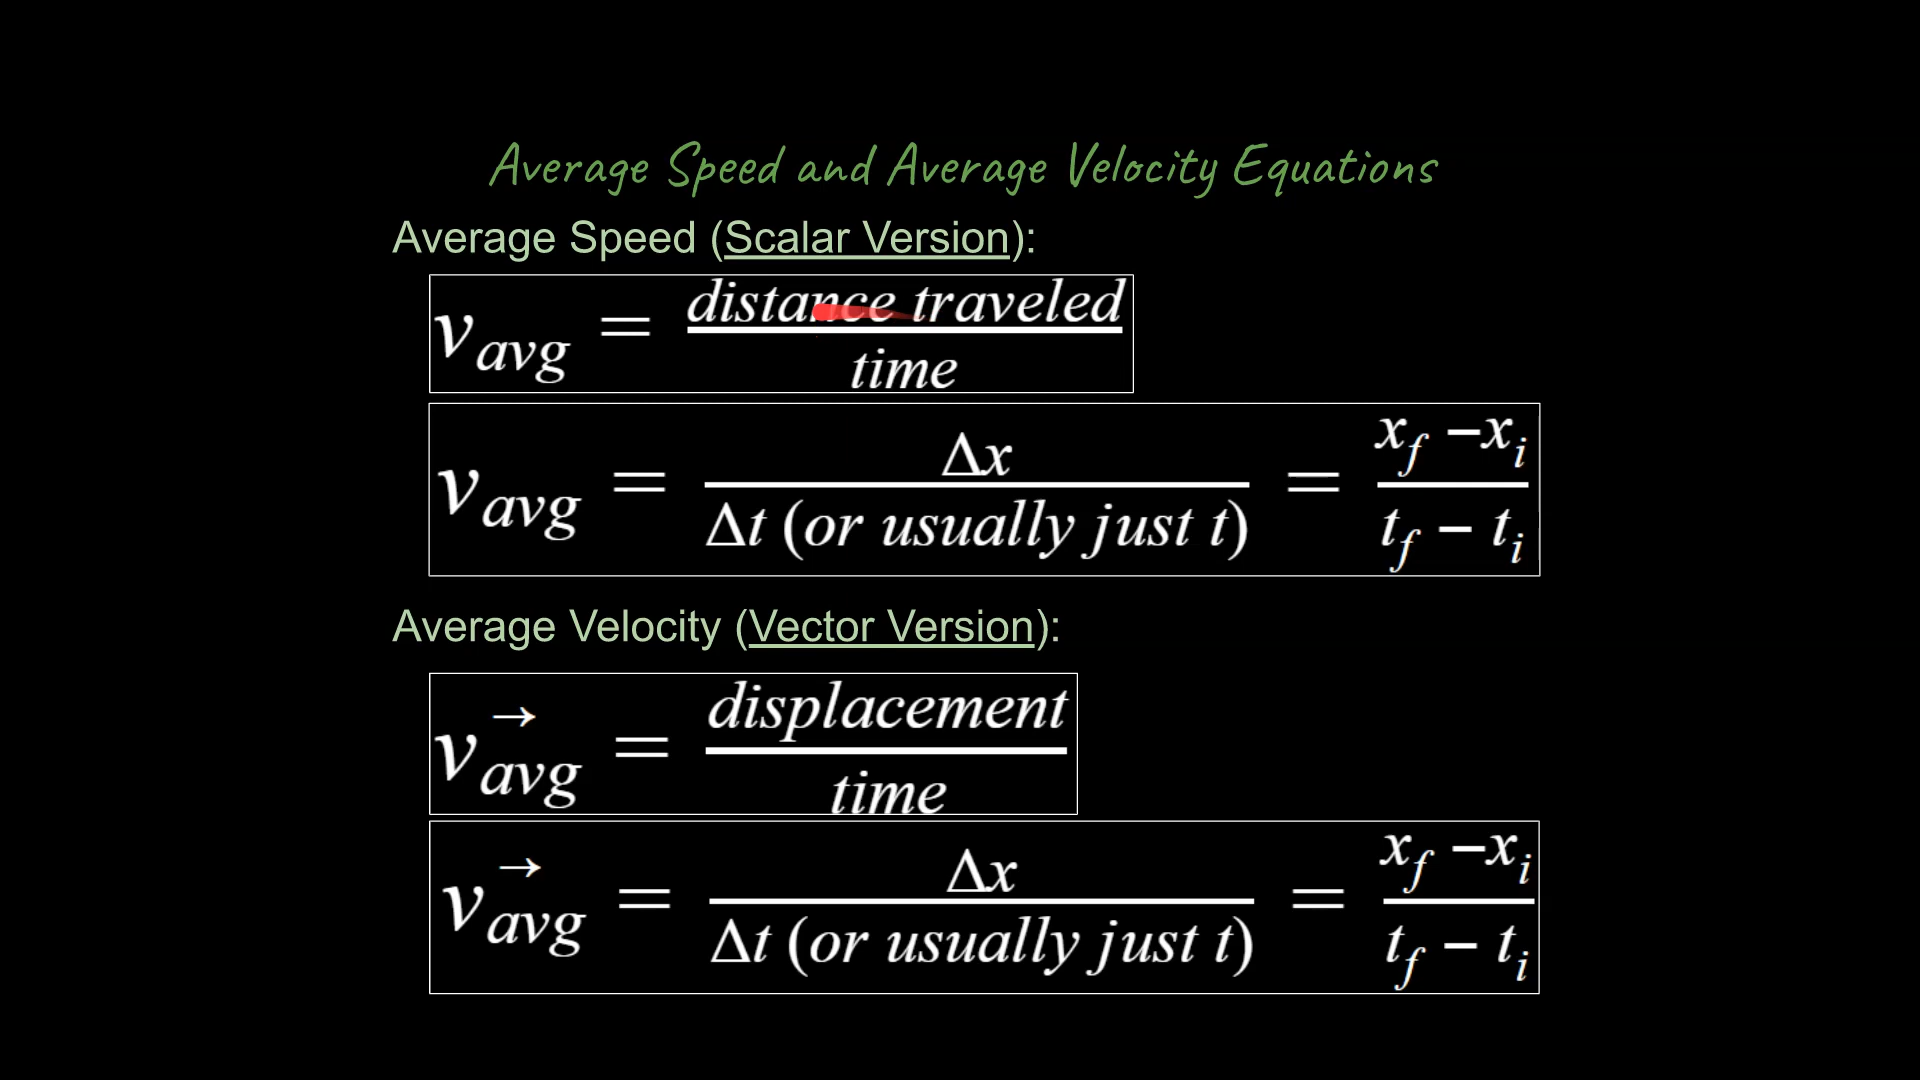 Average Speed and Average Velocity Equations
Average Speed (Scalar Version):
v_avg = distance traveled / time
v_avg = Δx / Δt (or usually just t) = x_f − x_i / t_f − t_i
Average Velocity (Vector Version):
v_avg→ = displacement / time
v_avg→ = Δx / Δt (or usually just t) = x_f − x_i / t_f − t_i